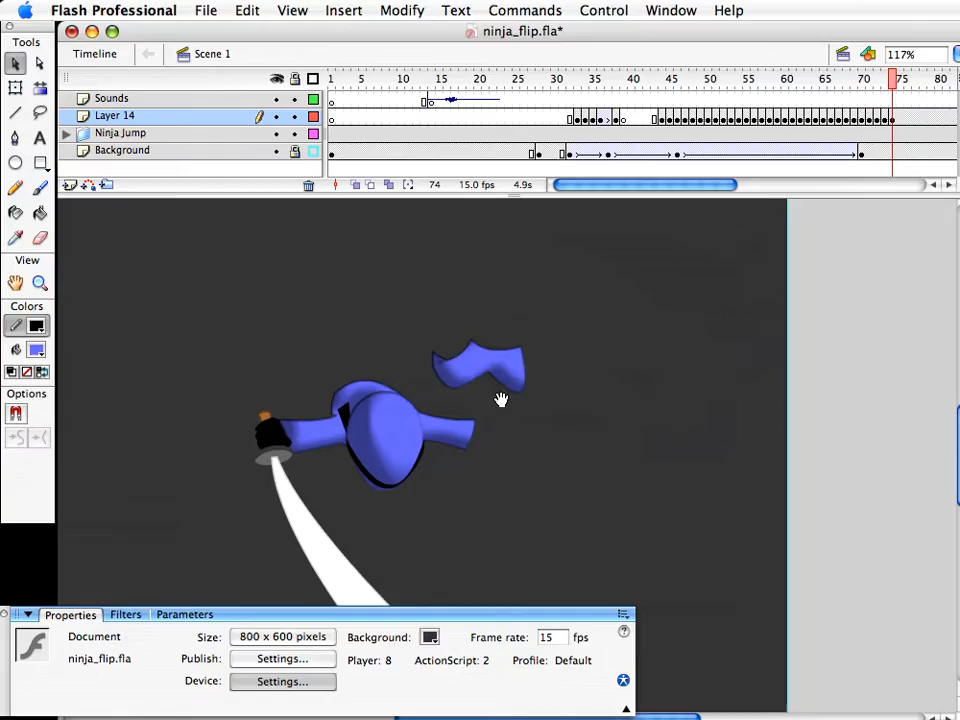 Flash Professional File Edit View Insert Modify Text Commands Control Window Help
Tools
ninja_flip.fla*
Timeline
Scene 1
117%
1 5 10 15 20 25 30 35 40 45 50 55 60 65 70 75 80
Sounds
Layer 14
Ninja Jump
Background
74 15.0 fps 4.9s
A
View
Colors
Options
Properties Filters Parameters
Document
Size: 800 x 600 pixels Background: Frame rate: 15 fps
ninja_flip.fla
Publish: Settings... Player: 8 ActionScript: 2 Profile: Default
Device: Settings...